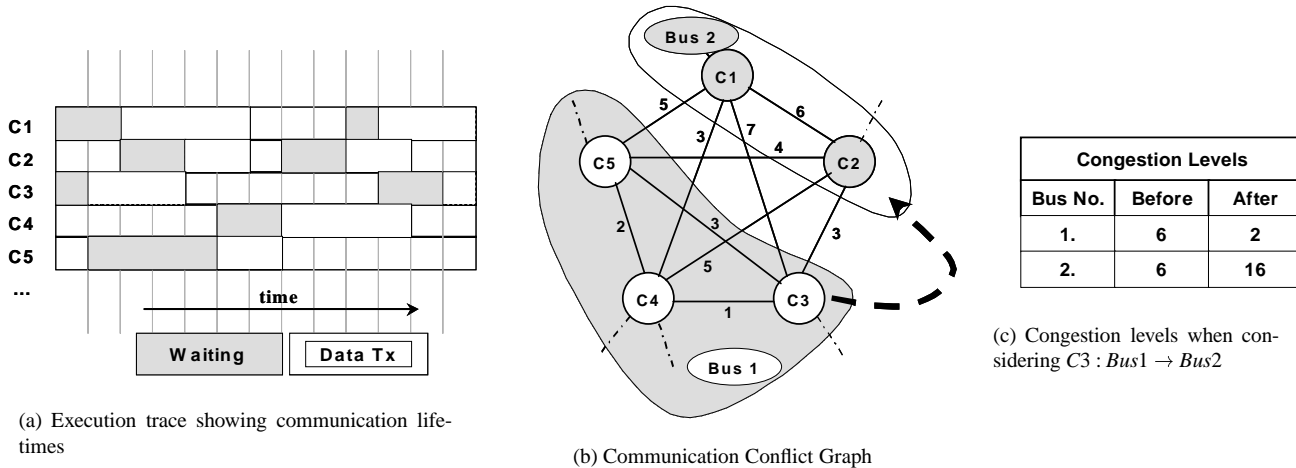 C1
C2
C3
C4
C5
...
time
Waiting
Data Tx
(a) Execution trace showing communication life-
times
Bus 2
C1
5
6
3
7
4
C5
C2
2
3
3
5
C4
C3
1
Bus 1
(b) Communication Conflict Graph
Congestion Levels
Bus No. Before After
1. 6 2
2. 6 16
(c) Congestion levels when con-
sidering C3 : Bus1 → Bus2